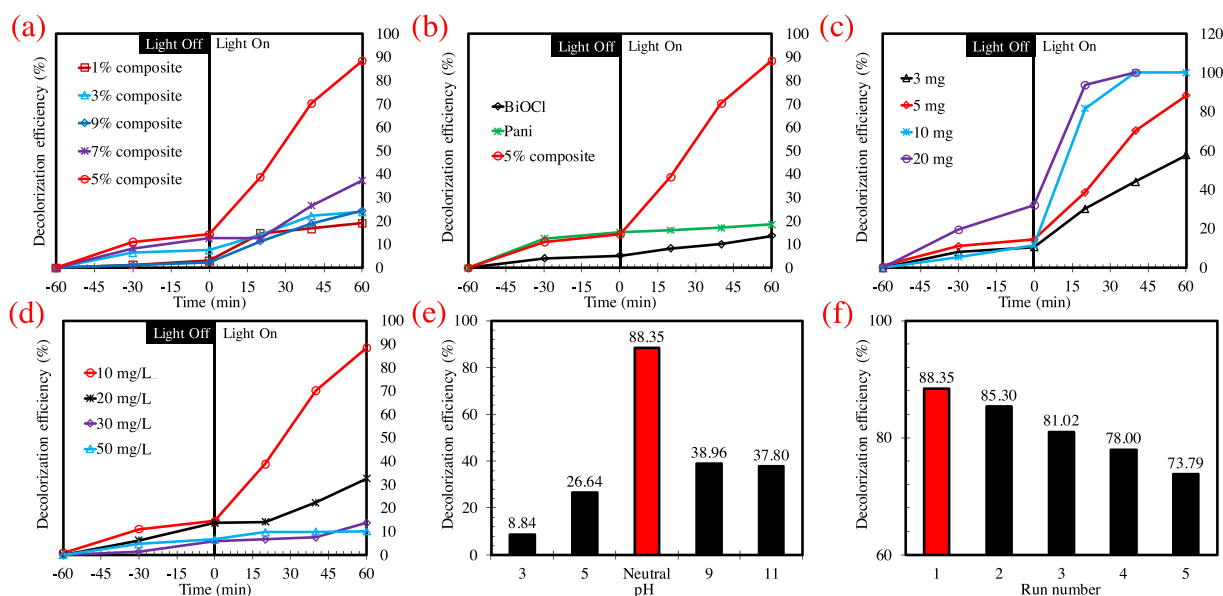 (a)
Light Off Light On
1% composite
3% composite
9% composite
7% composite
5% composite
Decolorization efficiency (%)
100
90
80
70
60
50
40
30
20
10
0
-60 -45 -30 -15 0 15 30 45 60
Time (min)
(b)
Light Off Light On
BiOCl
Pani
5% composite
Decolorization efficiency (%)
100
90
80
70
60
50
40
30
20
10
0
-60 -45 -30 -15 0 15 30 45 60
Time (min)
(c)
Light Off Light On
3 mg
5 mg
10 mg
20 mg
Decolorization efficiency (%)
120
100
80
60
40
20
0
-60 -45 -30 -15 0 15 30 45 60
Time (min)
(d)
Light Off Light On
10 mg/L
20 mg/L
30 mg/L
50 mg/L
Decolorization efficiency (%)
100
90
80
70
60
50
40
30
20
10
0
-60 -45 -30 -15 0 15 30 45 60
Time (min)
(e)
Decolorization efficiency (%)
100
80
60
40
20
0
8.84
26.64
88.35
38.96
37.80
3 5 Neutral 9 11
pH
(f)
Decolorization efficiency (%)
100
80
60
88.35
85.30
81.02
78.00
73.79
1 2 3 4 5
Run number